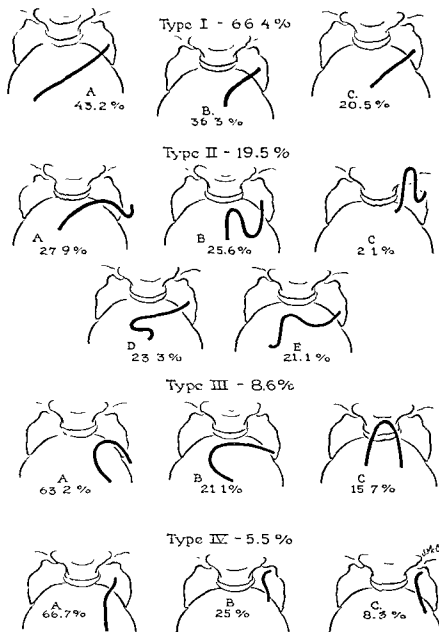 Type I - 66 4%
A
43.2%
B.
36 3%
C.
20.5%
Type II - 19.5 %
A
27 9%
B
25.6%
C
2 1%
D
23 3%
E
21.1%
Type III - 8.6%
A
63 2%
B
21 1%
C
15 7%
Type IV - 5.5 %
A
66.7%
B
25 %
C.
8.3%